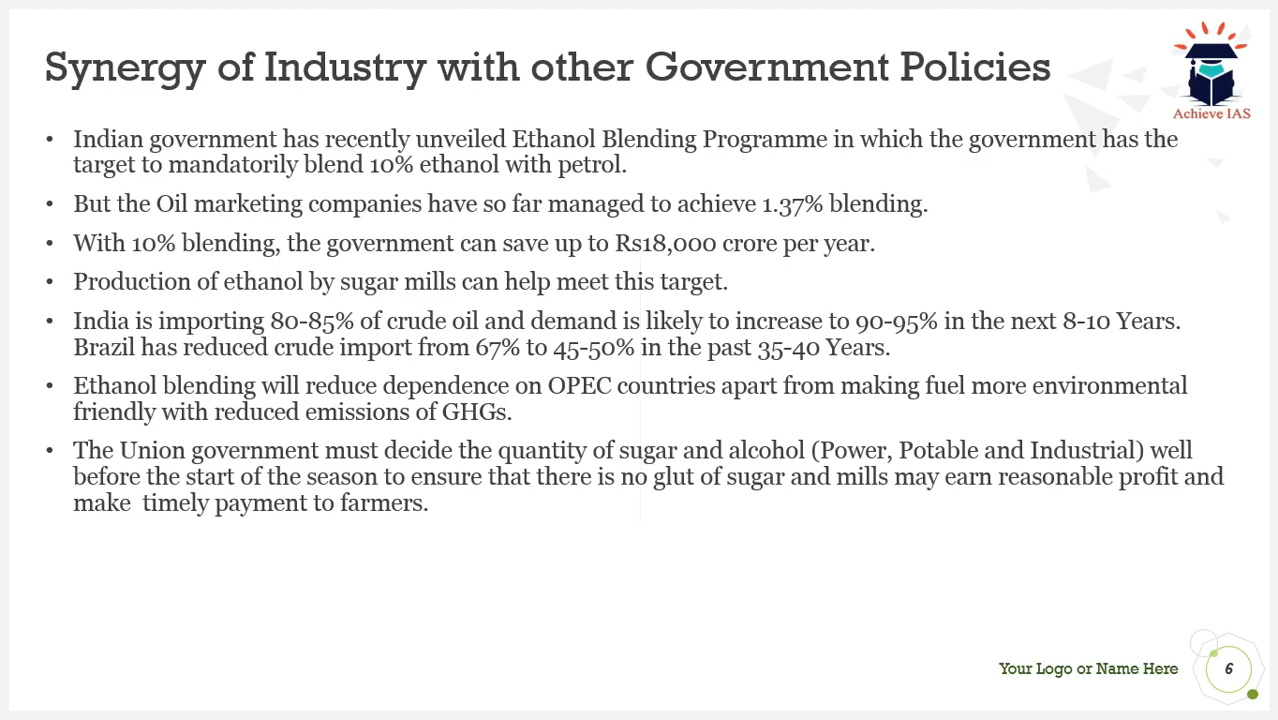 Synergy of Industry with other Government Policies
Achieve IAS
• Indian government has recently unveiled Ethanol Blending Programme in which the government has the
target to mandatorily blend 10% ethanol with petrol.
• But the Oil marketing companies have so far managed to achieve 1.37% blending.
• With 10% blending, the government can save up to Rs18,000 crore per year.
• Production of ethanol by sugar mills can help meet this target.
• India is importing 80-85% of crude oil and demand is likely to increase to 90-95% in the next 8-10 Years.
Brazil has reduced crude import from 67% to 45-50% in the past 35-40 Years.
• Ethanol blending will reduce dependence on OPEC countries apart from making fuel more environmental
friendly with reduced emissions of GHGs.
• The Union government must decide the quantity of sugar and alcohol (Power, Potable and Industrial) well
before the start of the season to ensure that there is no glut of sugar and mills may earn reasonable profit and
make  timely payment to farmers.
Your Logo or Name Here
6